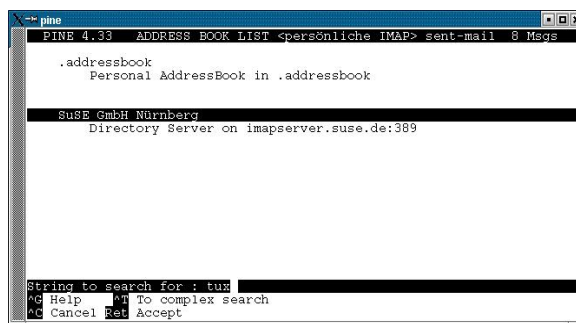 pine
PINE 4.33 ADDRESS BOOK LIST <persönliche IMAP> sent-mail 8 Msgs
.addressbook
Personal AddressBook in .addressbook
SuSE GmbH Nürnberg
Directory Server on imapserver.suse.de:389
String to search for : tux
^G Help ^T To complex search
^C Cancel Ret Accept